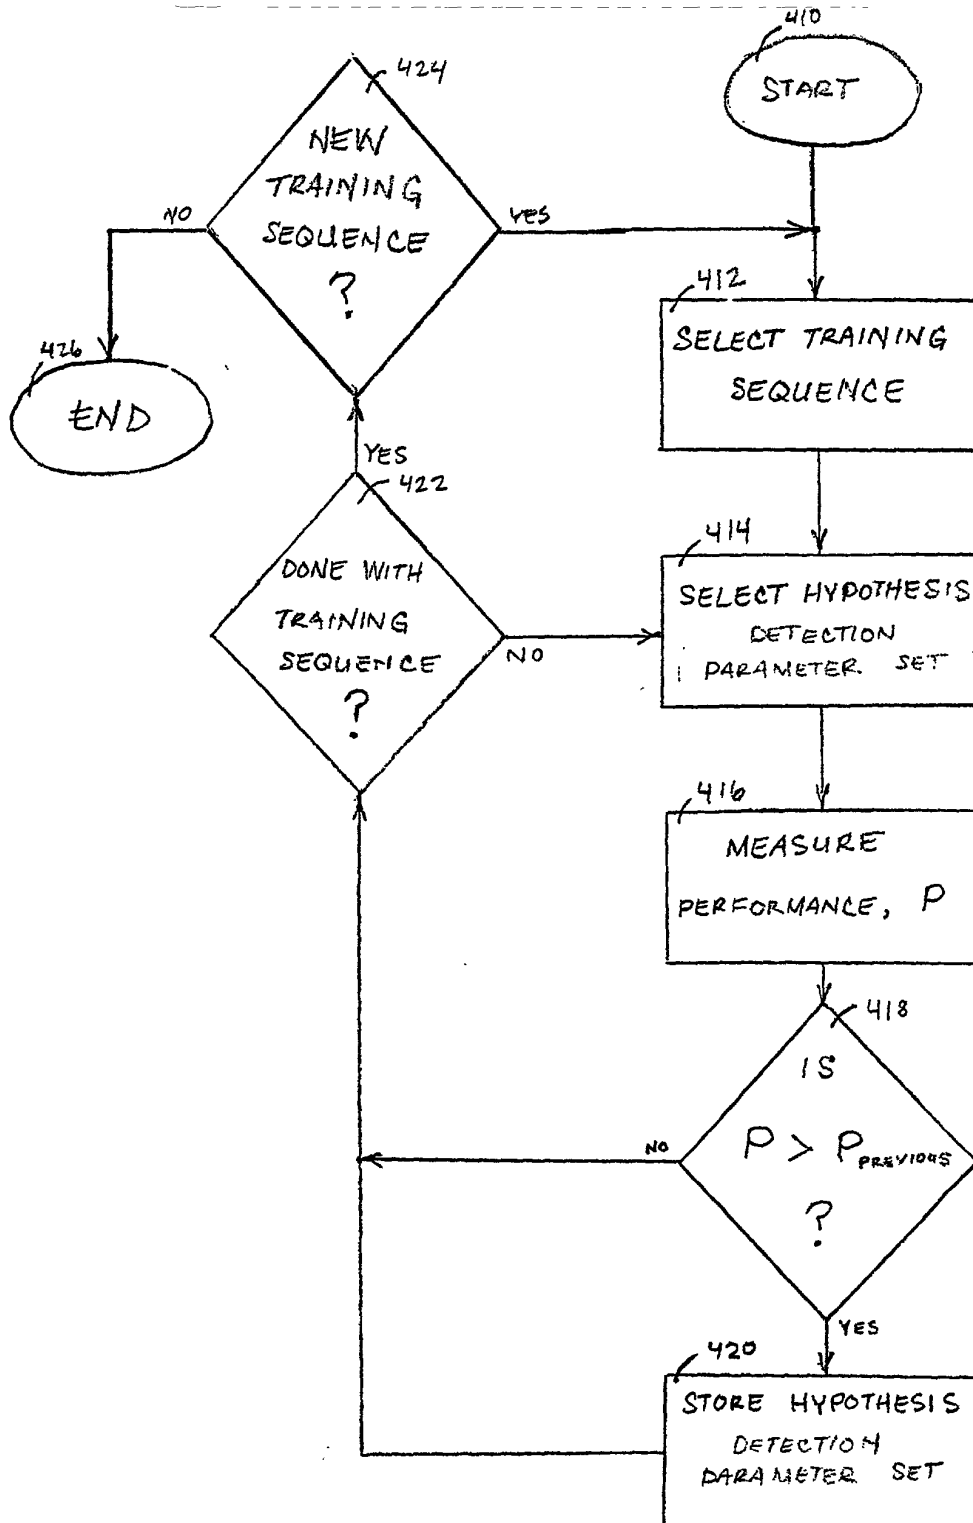 410
START
424
NEW
TRAINING
SEQUENCE
?
NO
YES
412
SELECT TRAINING
SEQUENCE
426
END
YES
422
DONE WITH
TRAINING
SEQUENCE
?
NO
414
SELECT HYPOTHESIS
DETECTION
PARAMETER SET
416
MEASURE
PERFORMANCE, P
418
IS
P > P PREVIOUS
?
NO
YES
420
STORE HYPOTHESIS
DETECTION
PARAMETER SET